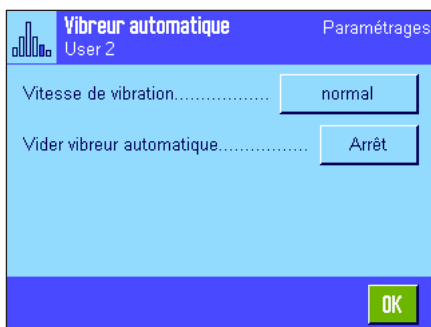 Vibreur automatique Paramétrages
User 2
Vitesse de vibration.................. normal
Vider vibreur automatique.................. Arrêt
OK